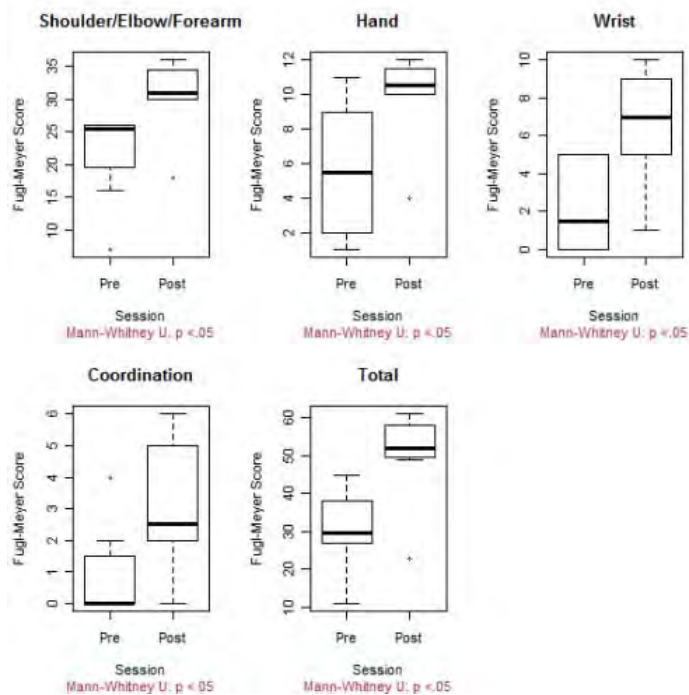 Shoulder/Elbow/Forearm
Fugl-Meyer Score
35
30
25
20
15
10
Pre Post
Session
Mann-Whitney U: p <.05
Hand
Fugl-Meyer Score
12
10
8
6
4
2
Pre Post
Session
Mann-Whitney U: p <.05
Wrist
Fugl-Meyer Score
10
8
6
4
2
0
Pre Post
Session
Mann-Whitney U: p <.05
Coordination
Fugl-Meyer Score
6
5
4
3
2
1
0
Pre Post
Session
Mann-Whitney U: p <.05
Total
Fugl-Meyer Score
60
50
40
30
20
10
Pre Post
Session
Mann-Whitney U: p <.05